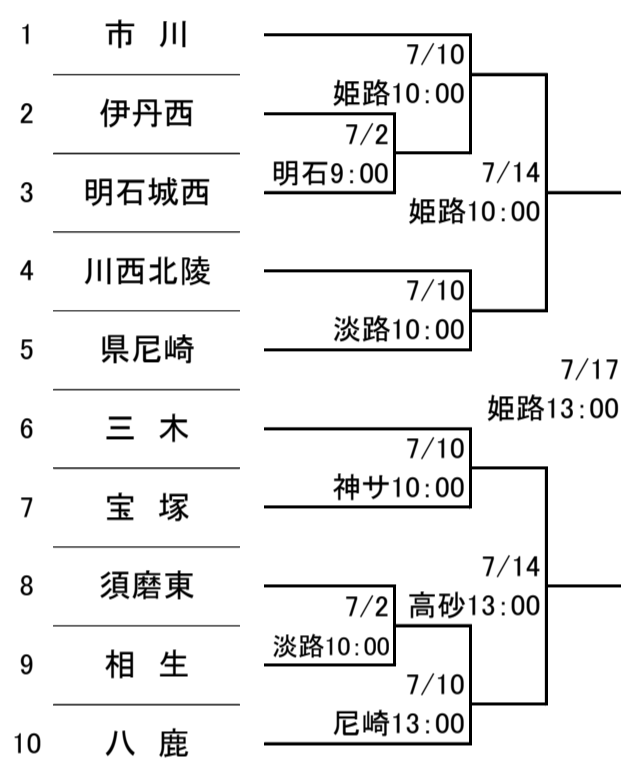 1 市 川
7/10
姫路10:00
2 伊丹西
7/2
明石9:00
3 明石城西
7/14
姫路10:00
4 川西北陵
7/10
淡路10:00
5 県尼崎
7/17
姫路13:00
6 三 木
7/10
神サ10:00
7 宝 塚
7/14
高砂13:00
8 須磨東
7/2
淡路10:00
9 相 生
7/10
尼崎13:00
10 八 鹿